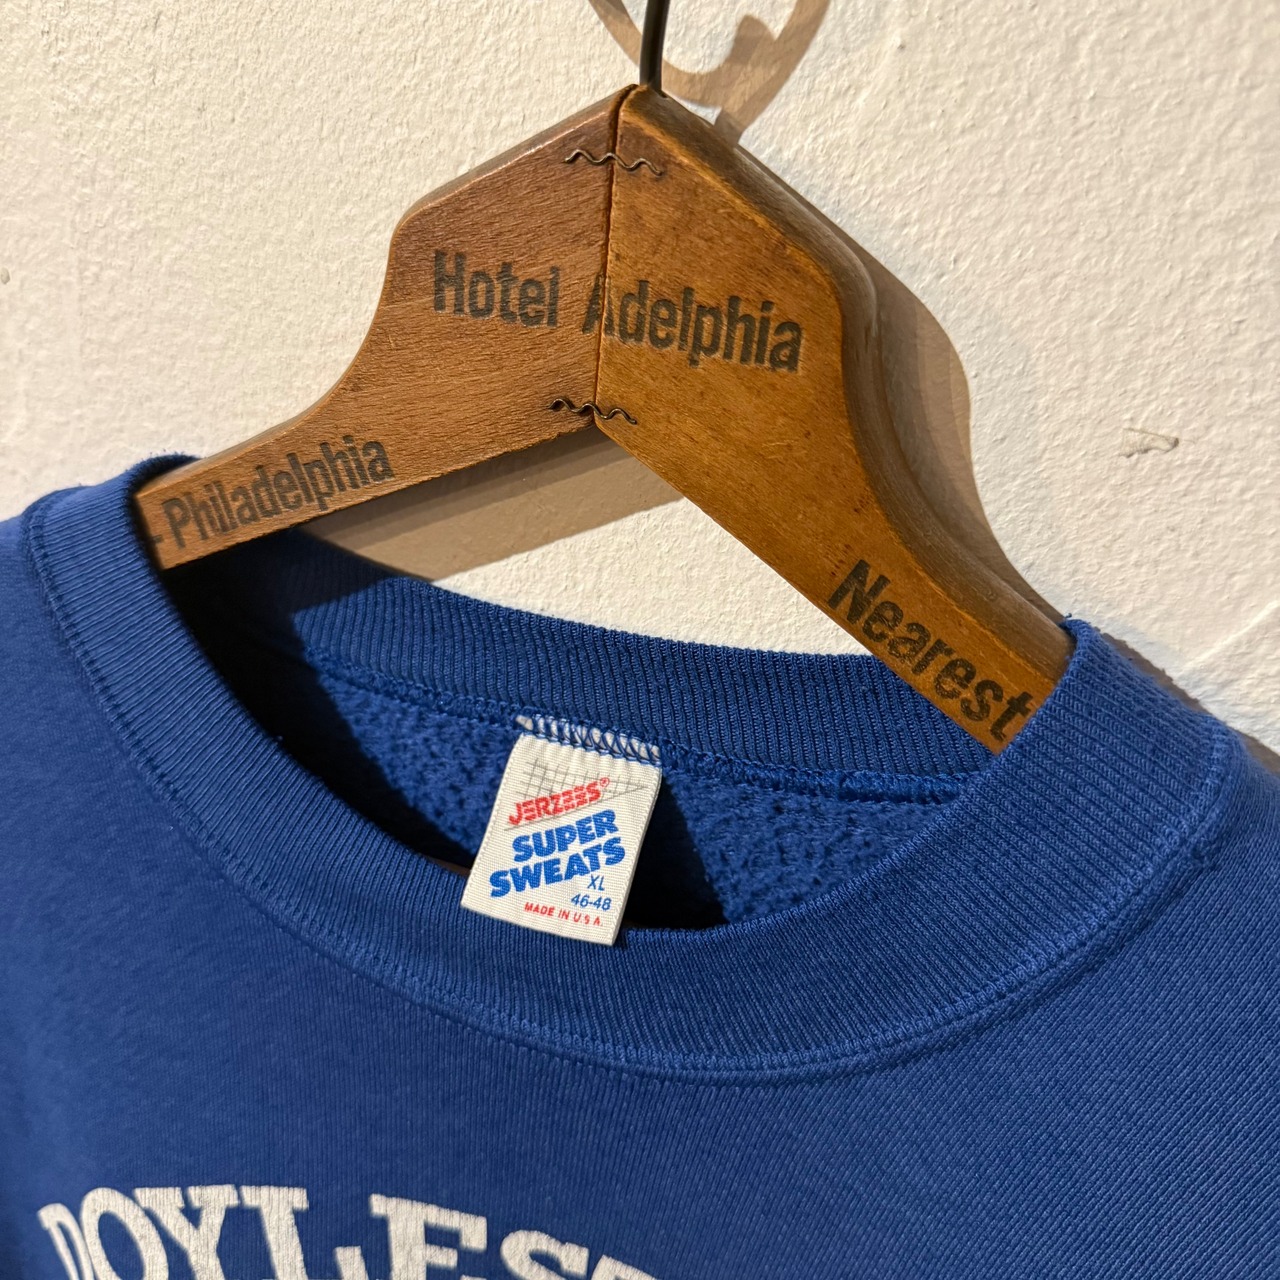 Hotel Adelphia
- Philadelphia
Nearest
JERZEES®
SUPER
SWEATS
XL
46-48
MADE IN U.S.A.